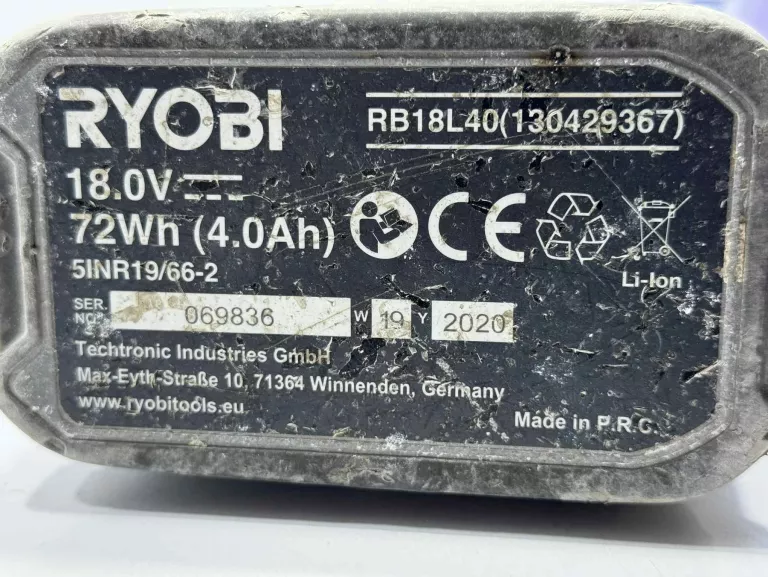 RYOBI
RB18L40(130429367)
18.0V
72Wh (4.0Ah)
CE
5INR19/66-2
Li-Ion
SER. NO. 069836 W 19 Y 2020
Techtronic Industries GmbH
Max-Eyth-Straße 10, 71364 Winnenden, Germany
www.ryobitools.eu
Made in P.R.C.